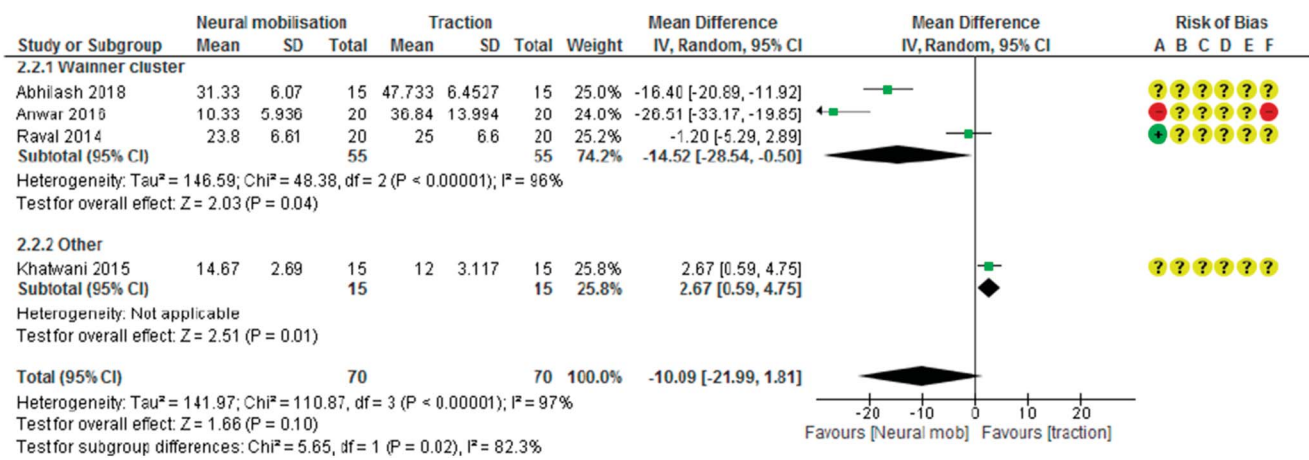 Neural mobilisation Traction Mean Difference Mean Difference Risk of Bias
Study or Subgroup Mean SD Total Mean SD Total Weight IV, Random, 95% CI IV, Random, 95% CI A B C D E F
2.2.1 Wainner cluster
Abhilash 2018 31.33 6.07 15 47.733 6.4527 15 25.0% -16.40 [-20.89, -11.92] ? ? ? ? ? ?
Anwar 2016 10.33 5.936 20 36.84 13.994 20 24.0% -26.51 [-33.17, -19.85] - ? ? ? ? -
Raval 2014 23.8 6.61 20 25 6.6 20 25.2% -1.20 [-5.29, 2.89] + ? ? ? ? ?
Subtotal (95% CI) 55 55 74.2% -14.52 [-28.54, -0.50]
Heterogeneity: Tau² = 146.59; Chi² = 48.38, df = 2 (P < 0.00001); I² = 96%
Test for overall effect: Z = 2.03 (P = 0.04)
2.2.2 Other
Khatwani 2015 14.67 2.69 15 12 3.117 15 25.8% 2.67 [0.59, 4.75] ? ? ? ? ? ?
Subtotal (95% CI) 15 15 25.8% 2.67 [0.59, 4.75]
Heterogeneity: Not applicable
Test for overall effect: Z = 2.51 (P = 0.01)
Total (95% CI) 70 70 100.0% -10.09 [-21.99, 1.81]
Heterogeneity: Tau² = 141.97; Chi² = 110.87, df = 3 (P < 0.00001); I² = 97%
Test for overall effect: Z = 1.66 (P = 0.10)
Test for subgroup differences: Chi² = 5.65, df = 1 (P = 0.02), I² = 82.3%
-20 -10 0 10 20
Favours [Neural mob] Favours [traction]